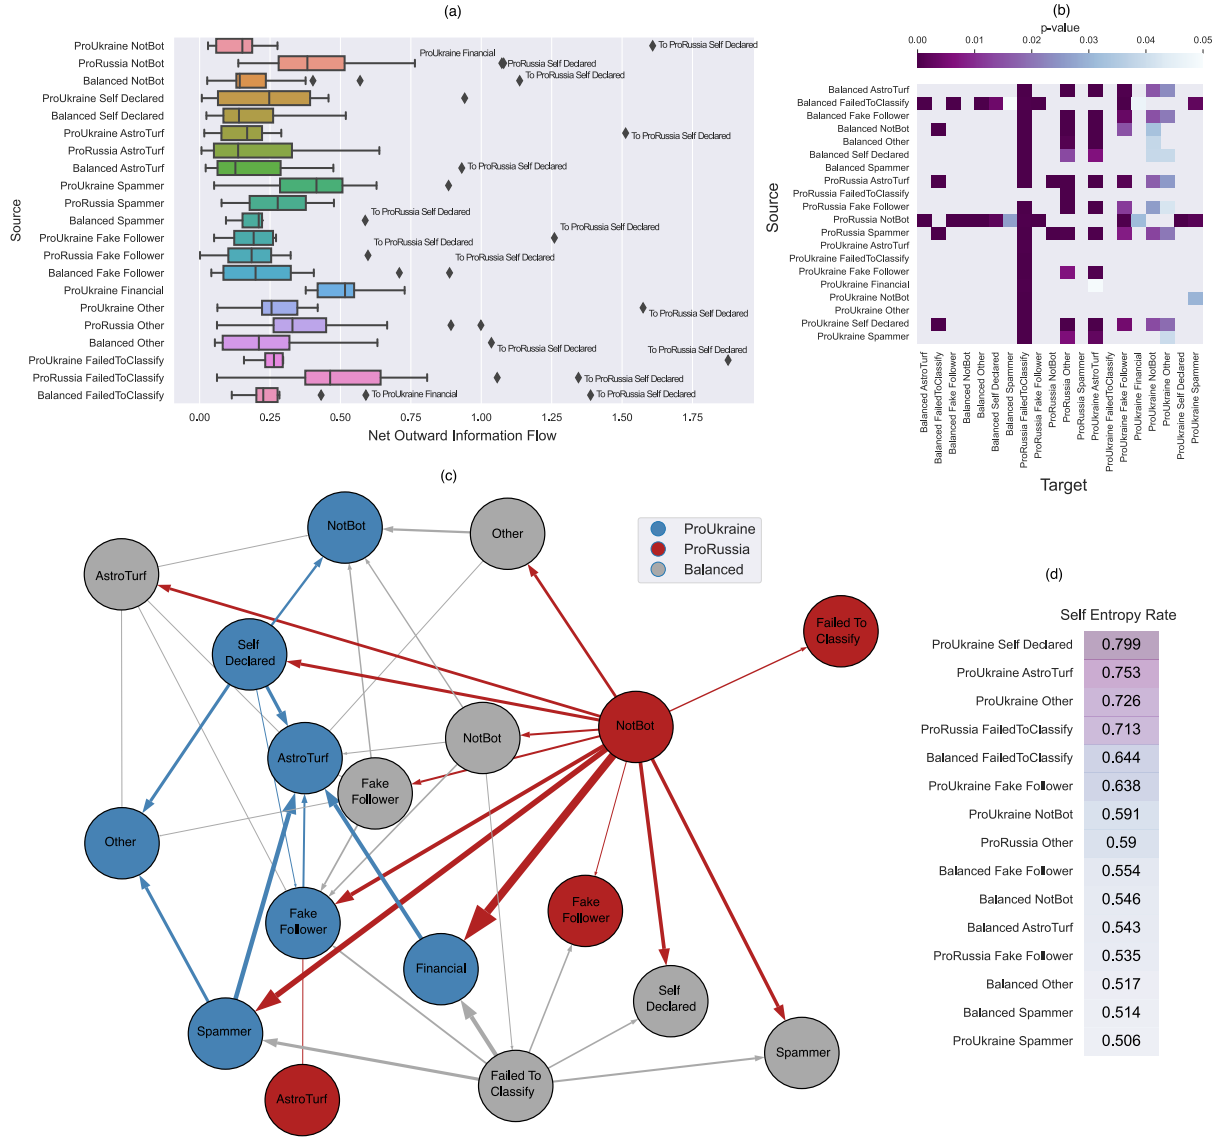 (a)
ProUkraine NotBot
ProRussia NotBot
Balanced NotBot
ProUkraine Self Declared
Balanced Self Declared
ProUkraine AstroTurf
ProRussia AstroTurf
Balanced AstroTurf
ProUkraine Spammer
ProRussia Spammer
Balanced Spammer
ProUkraine Fake Follower
ProRussia Fake Follower
Balanced Fake Follower
ProUkraine Financial
ProUkraine Other
ProRussia Other
Balanced Other
ProUkraine FailedToClassify
ProRussia FailedToClassify
Balanced FailedToClassify
Source
To ProRussia Self Declared
ProUkraine Financial
ProRussia Self Declared
To ProRussia Self Declared
To ProRussia Self Declared
To ProRussia Self Declared
To ProRussia Self Declared
To ProRussia Self Declared
To ProRussia Self Declared
To ProRussia Self Declared
To ProRussia Self Declared
To ProRussia Self Declared
To ProRussia Self Declared
To ProRussia Self Declared
To ProUkraine Financial
To ProRussia Self Declared
0.00 0.25 0.50 0.75 1.00 1.25 1.50 1.75
Net Outward Information Flow
(b)
p-value
0.00 0.01 0.02 0.03 0.04 0.05
Balanced AstroTurf
Balanced FailedToClassify
Balanced Fake Follower
Balanced NotBot
Balanced Other
Balanced Self Declared
Balanced Spammer
ProRussia AstroTurf
ProRussia FailedToClassify
ProRussia Fake Follower
ProRussia NotBot
ProRussia Spammer
ProUkraine AstroTurf
ProUkraine FailedToClassify
ProUkraine Fake Follower
ProUkraine Financial
ProUkraine NotBot
ProUkraine Other
ProUkraine Self Declared
ProUkraine Spammer
Source
Balanced AstroTurf
Balanced FailedToClassify
Balanced Fake Follower
Balanced NotBot
Balanced Other
Balanced Self Declared
Balanced Spammer
ProRussia FailedToClassify
ProRussia Fake Follower
ProRussia NotBot
ProRussia Other
ProRussia Spammer
ProUkraine AstroTurf
ProUkraine FailedToClassify
ProUkraine Fake Follower
ProUkraine Financial
ProUkraine NotBot
ProUkraine Other
ProUkraine Self Declared
ProUkraine Spammer
Target
(c)
ProUkraine
ProRussia
Balanced
NotBot
Other
AstroTurf
Self
Declared
Failed To
Classify
NotBot
NotBot
AstroTurf
Fake
Follower
Other
Fake
Follower
Fake
Follower
Financial
Self
Declared
Spammer
Spammer
Failed To
Classify
AstroTurf
(d)
Self Entropy Rate
ProUkraine Self Declared 0.799
ProUkraine AstroTurf 0.753
ProUkraine Other 0.726
ProRussia FailedToClassify 0.713
Balanced FailedToClassify 0.644
ProUkraine Fake Follower 0.638
ProUkraine NotBot 0.591
ProRussia Other 0.59
Balanced Fake Follower 0.554
Balanced NotBot 0.546
Balanced AstroTurf 0.543
ProRussia Fake Follower 0.535
Balanced Other 0.517
Balanced Spammer 0.514
ProUkraine Spammer 0.506